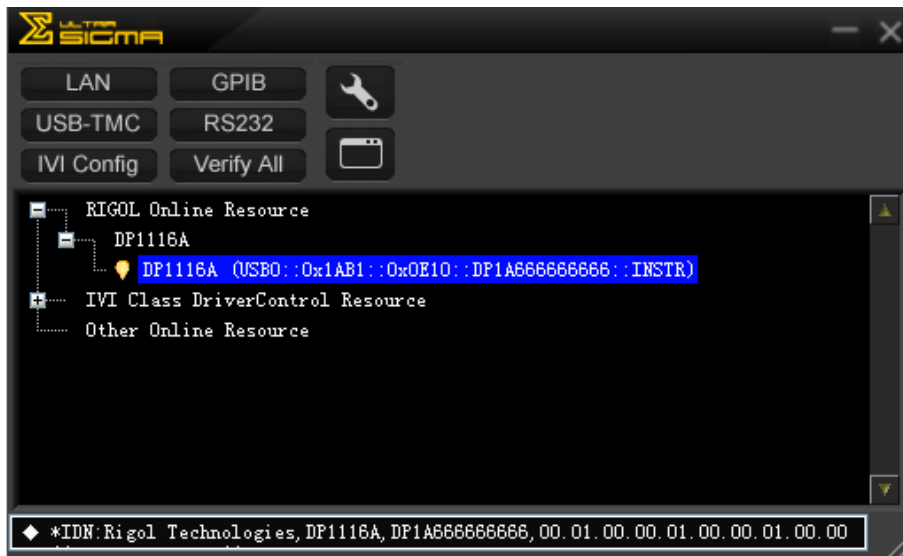 ULTRA
SIGMA
LAN GPIB
USB-TMC RS232
IVI Config Verify All
RIGOL Online Resource
DP1116A
DP1116A (USB0::0x1AB1::0x0E10::DP1A666666666::INSTR)
IVI Class DriverControl Resource
Other Online Resource
*IDN:Rigol Technologies,DP1116A,DP1A666666666,00.01.00.00.01.00.00.01.00.00